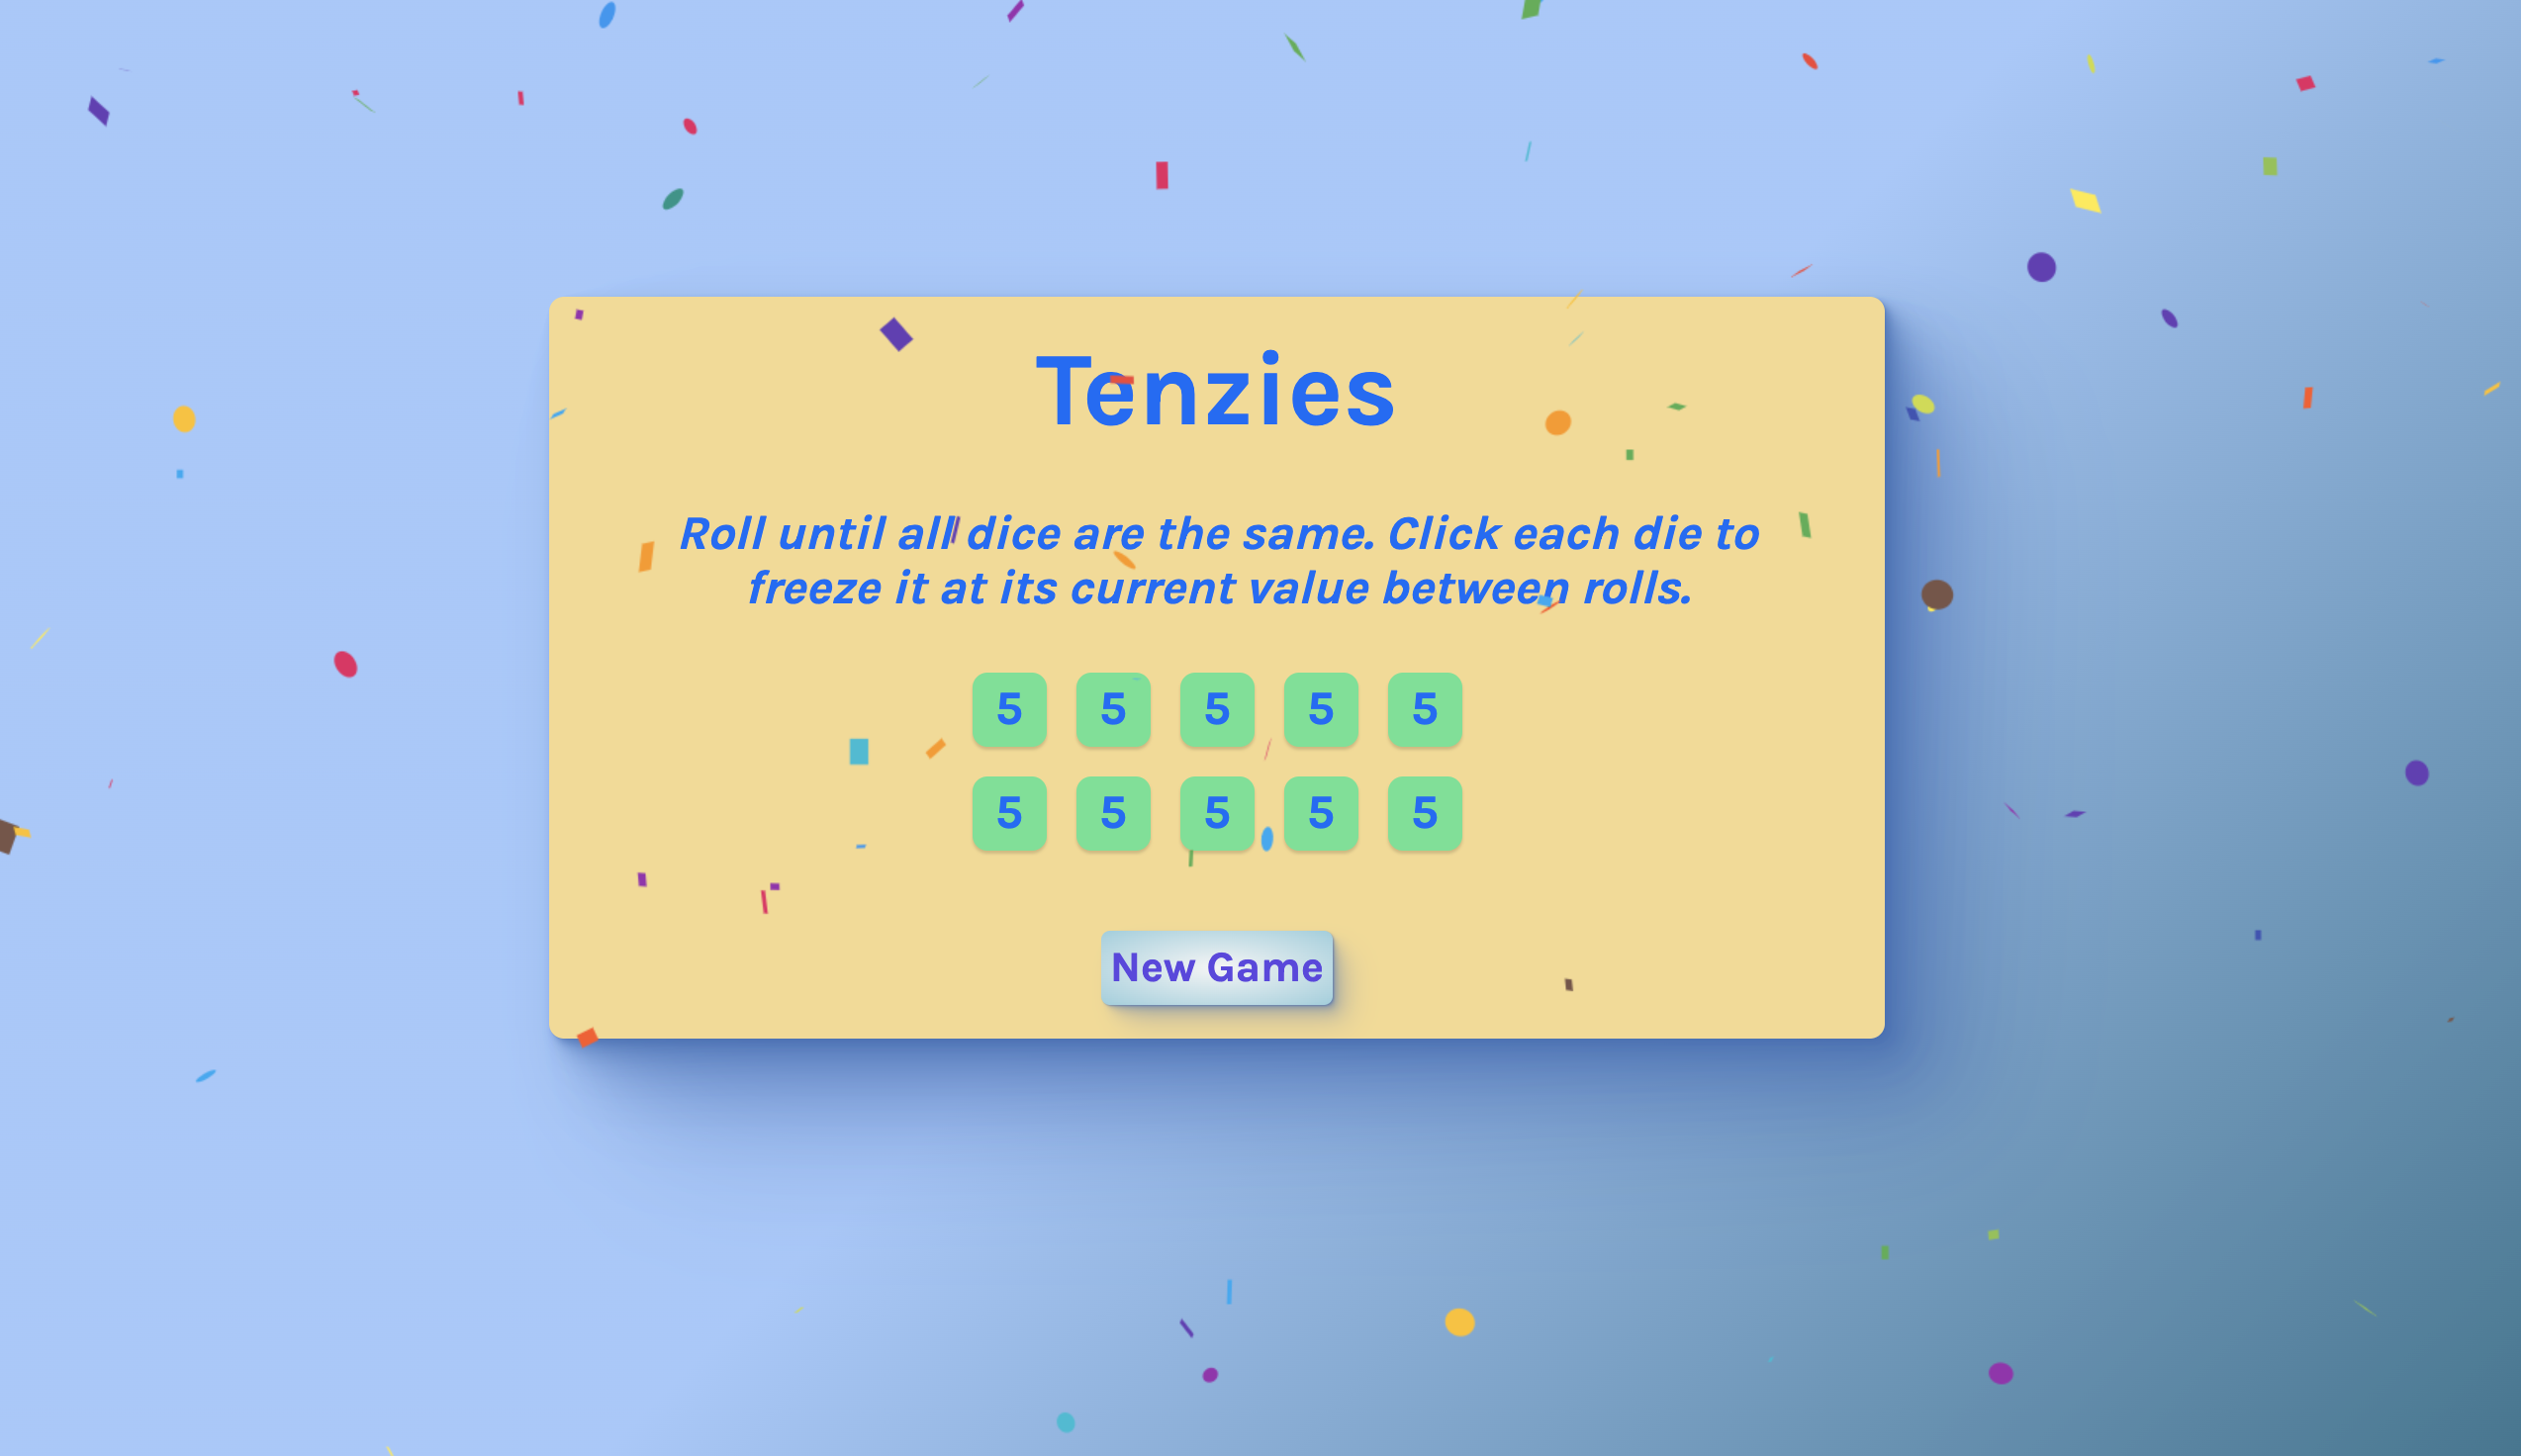 Tenzies
Roll until all dice are the same. Click each die to
freeze it at its current value between rolls.
5 5 5 5 5
5 5 5 5 5
New Game